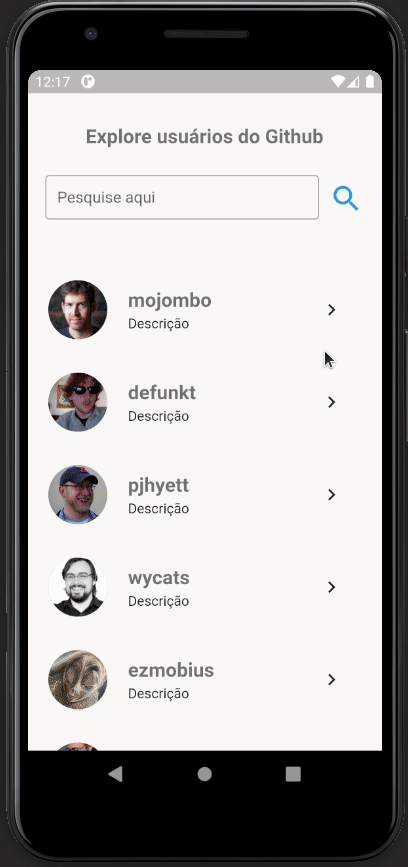 12:17
Explore usuários do Github
Pesquise aqui
mojombo
Descrição
defunkt
Descrição
pjhyett
Descrição
wycats
Descrição
ezmobius
Descrição